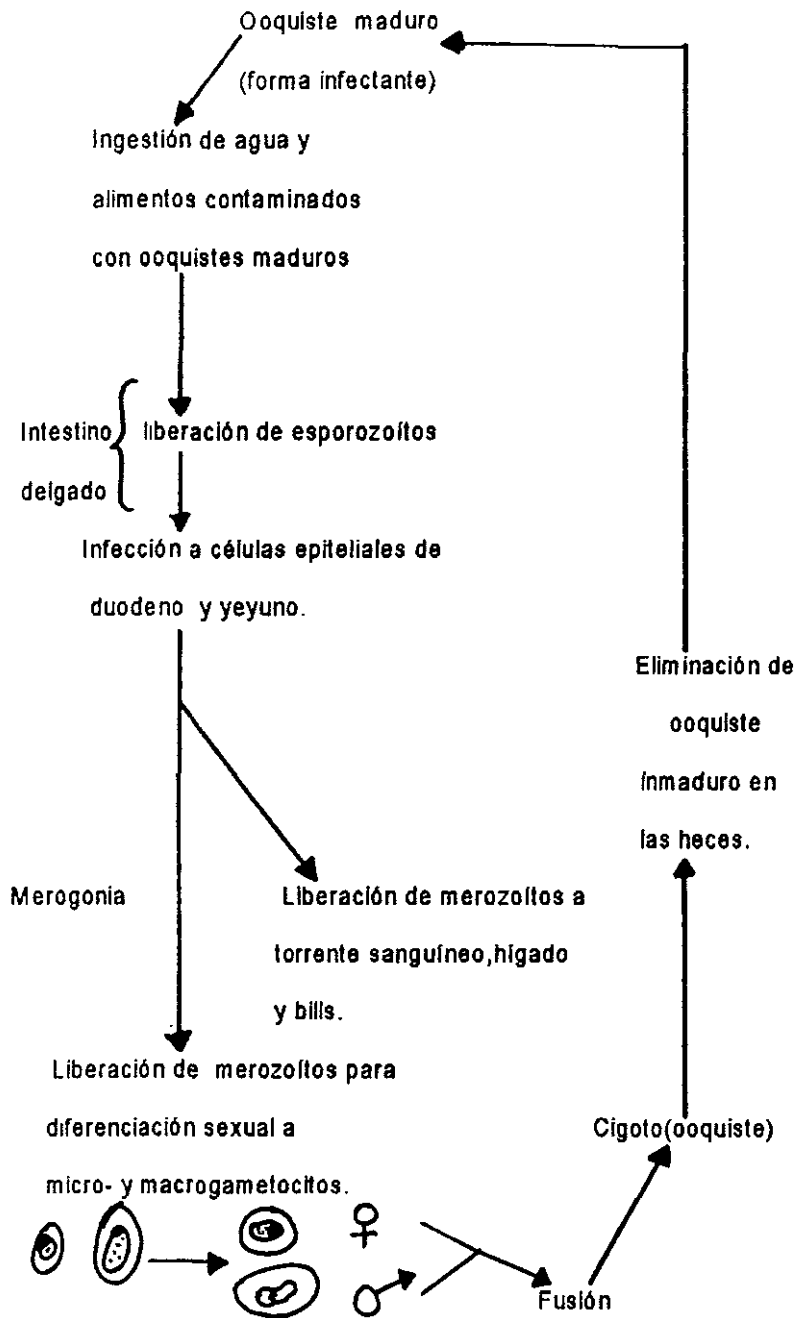 Ooquiste maduro
(forma infectante)
Ingestión de agua y
alimentos contaminados
con ooquistes maduros
Intestino
delgado
liberación de esporozoítos
Infección a células epiteliales de
duodeno y yeyuno.
Eliminación de
ooquiste
inmaduro en
las heces.
Merogonia
Liberación de merozoítos a
torrente sanguíneo,hígado
y bilis.
Liberación de merozoítos para
diferenciación sexual a
micro- y macrogametocitos.
Cigoto(ooquiste)
Fusión